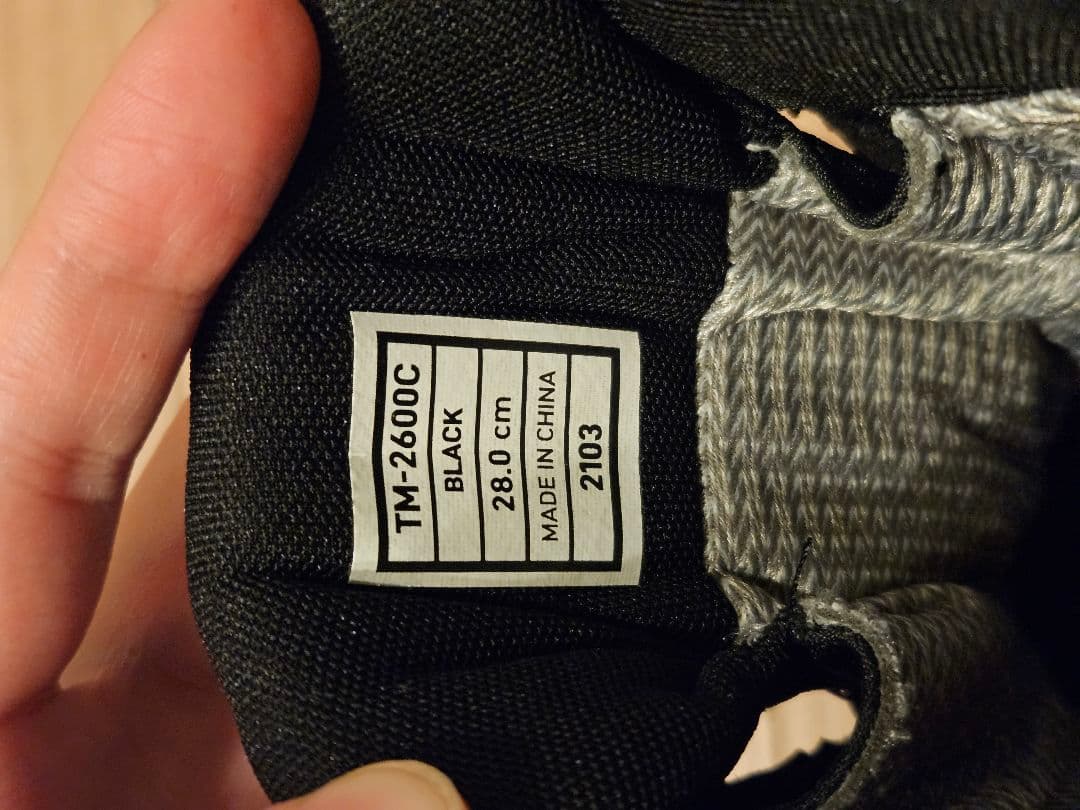 TM-2600C
BLACK
28.0 cm
MADE IN CHINA
2103